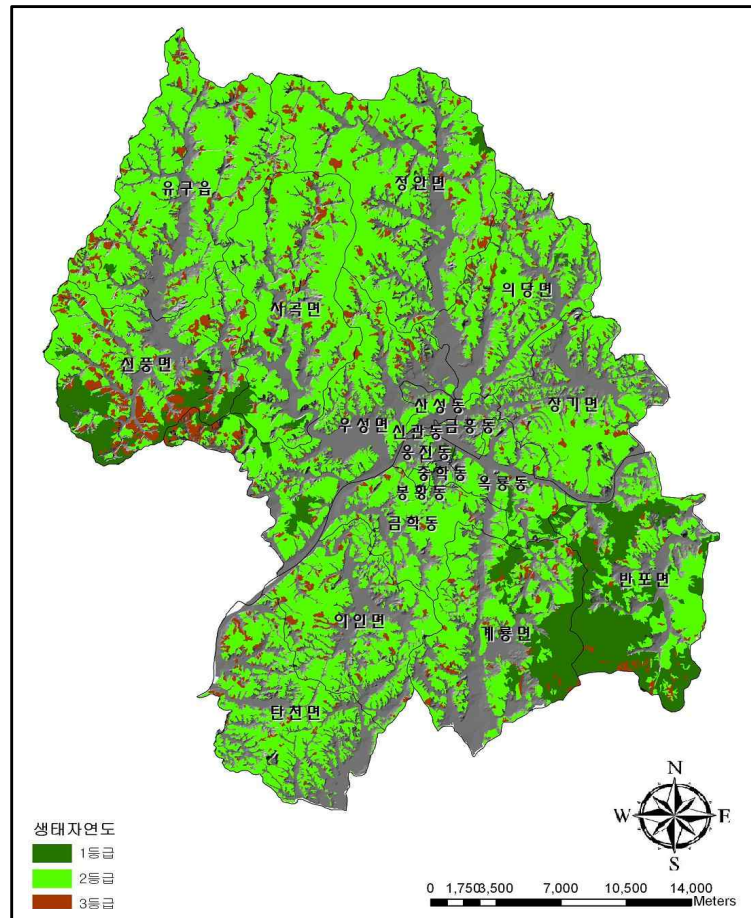 유구읍
정안면
의당면
사곡면
신풍면
장기면
산성동
우성면
신관동
금흥동
웅진동
중학동
옥룡동
봉황동
금학동
반포면
이인면
계룡면
탄천면
N
W
E
S
생태자연도
1등급
2등급
3등급
0 1,750 3,500 7,000 10,500 14,000
Meters